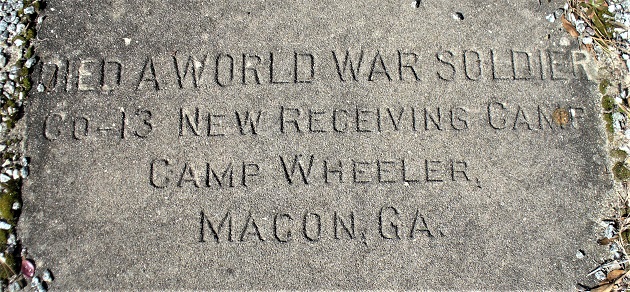 DIED A WORLD WAR SOLDIER
CO-13 NEW RECEIVING CAMP
CAMP WHEELER,
MACON, GA.